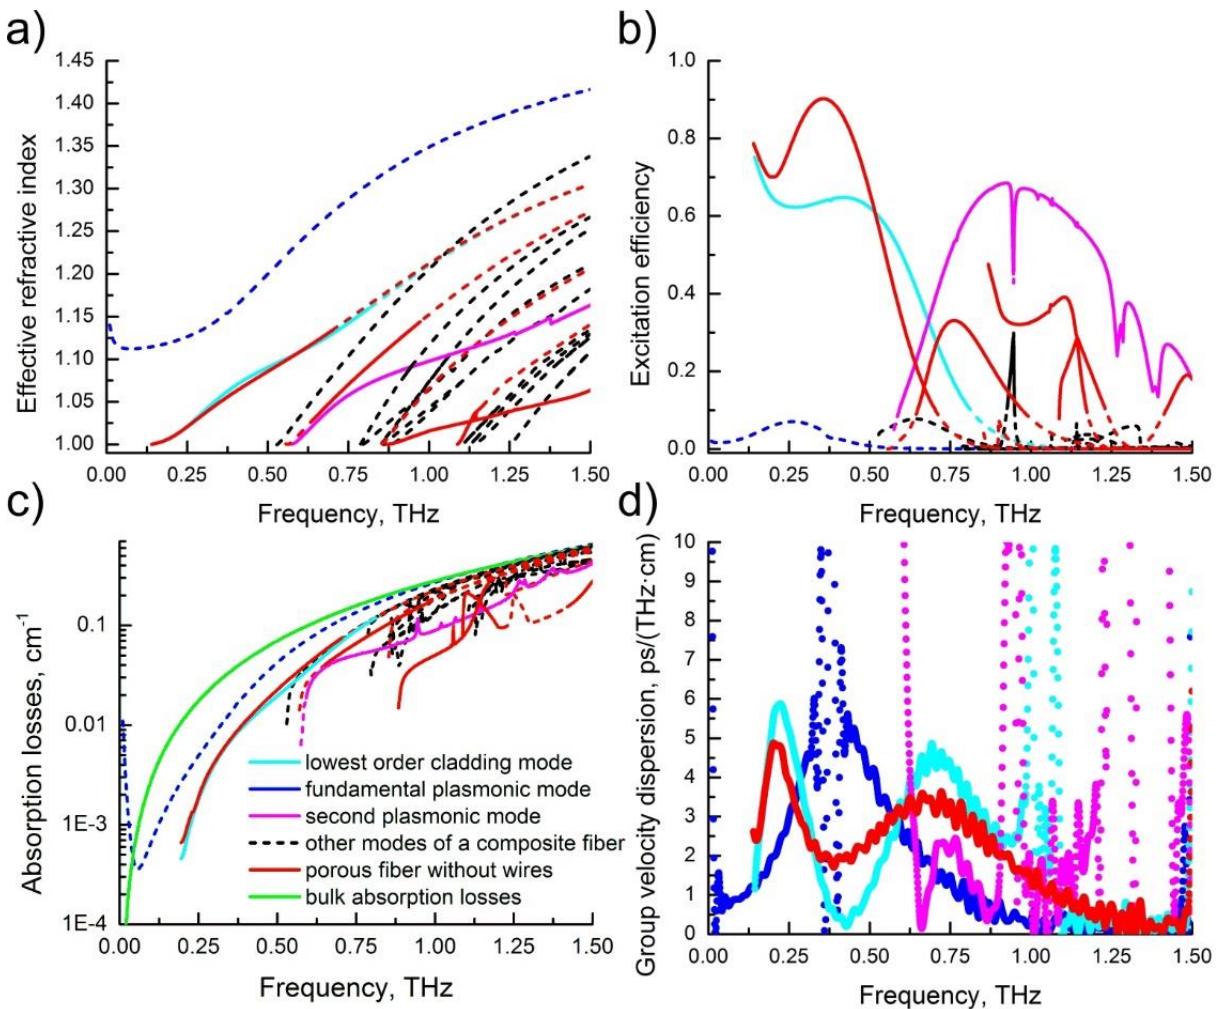 a)
1.45
1.40
1.35
1.30
1.25
1.20
1.15
1.10
1.05
1.00
Effective refractive index
0.00 0.25 0.50 0.75 1.00 1.25 1.50
Frequency, THz
b)
1.0
0.8
0.6
0.4
0.2
0.0
Excitation efficiency
0.00 0.25 0.50 0.75 1.00 1.25 1.50
Frequency, THz
c)
0.1
0.01
1E-3
1E-4
Absorption losses, cm⁻¹
lowest order cladding mode
fundamental plasmonic mode
second plasmonic mode
other modes of a composite fiber
porous fiber without wires
bulk absorption losses
0.00 0.25 0.50 0.75 1.00 1.25 1.50
Frequency, THz
d)
10
9
8
7
6
5
4
3
2
1
0
Group velocity dispersion, ps/(THz·cm)
0.00 0.25 0.50 0.75 1.00 1.25 1.50
Frequency, THz